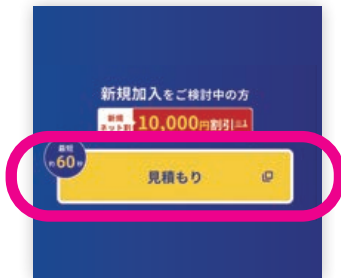 新規加入をご検討中の方
新規
ネット割
10,000円割引※1
最短
約60秒
見積もり